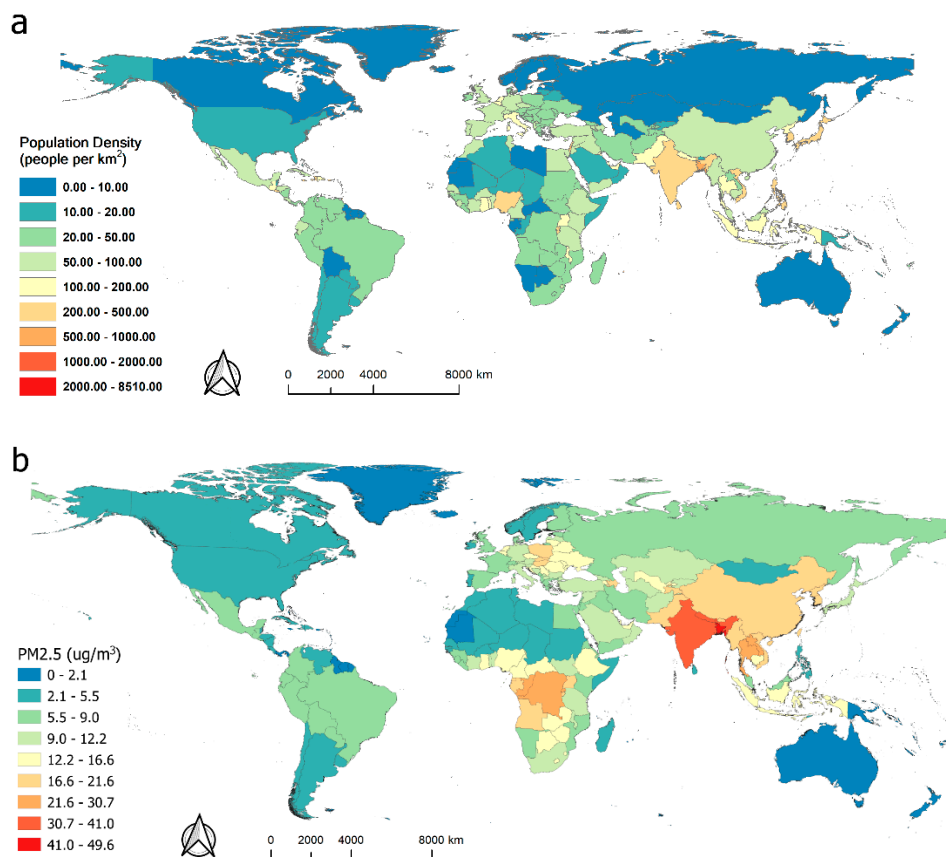 a
Population Density
(people per km²)
0.00 - 10.00
10.00 - 20.00
20.00 - 50.00
50.00 - 100.00
100.00 - 200.00
200.00 - 500.00
500.00 - 1000.00
1000.00 - 2000.00
2000.00 - 8510.00
0 2000 4000 8000 km
b
PM2.5 (ug/m³)
0 - 2.1
2.1 - 5.5
5.5 - 9.0
9.0 - 12.2
12.2 - 16.6
16.6 - 21.6
21.6 - 30.7
30.7 - 41.0
41.0 - 49.6
0 2000 4000 8000 km